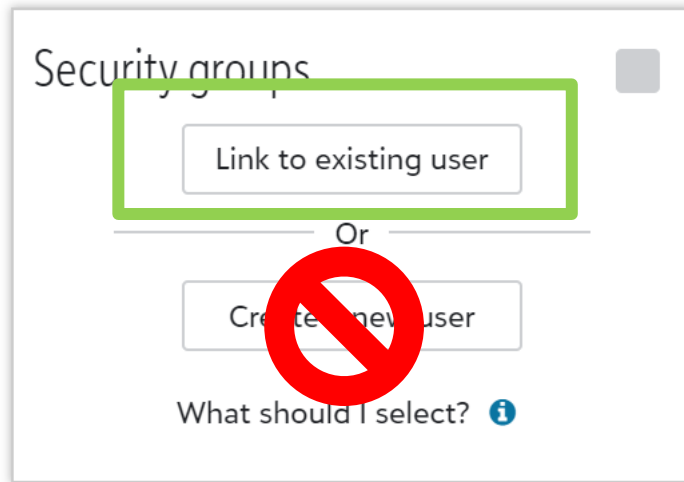 Security groups
Link to existing user
Or
Create new user
What should I select?